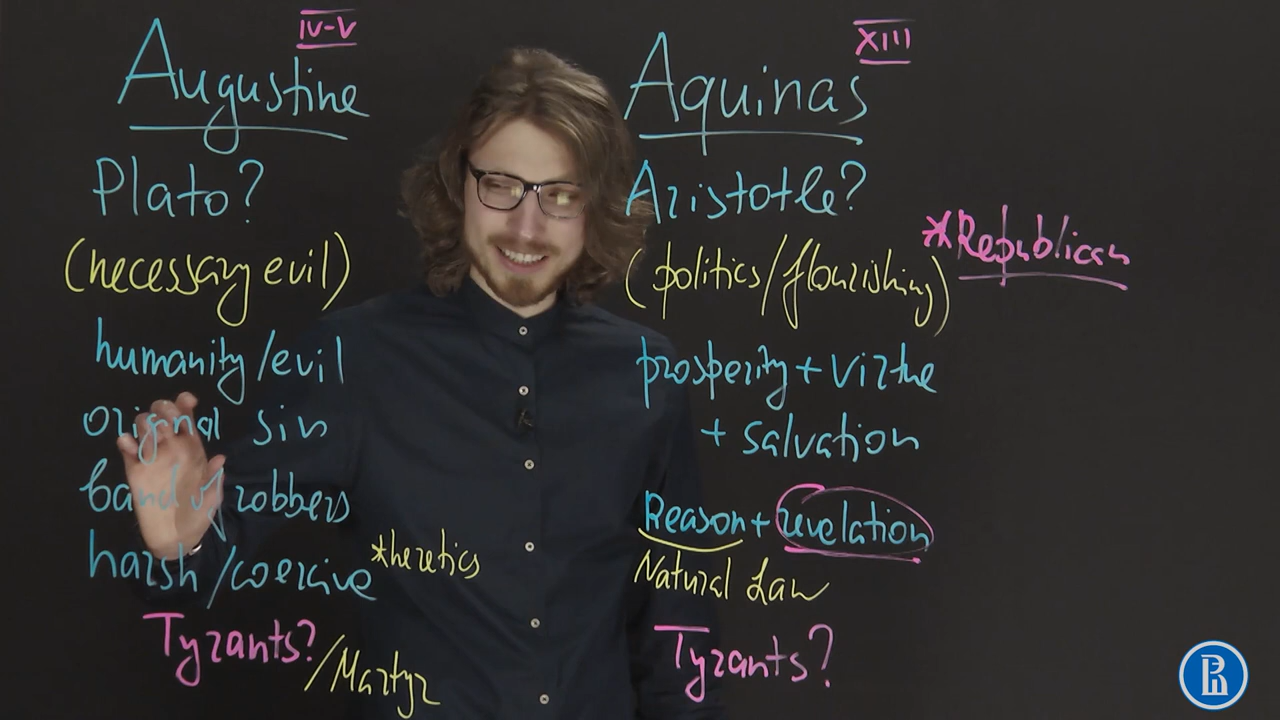 IV-V
Augustine
Plato?
(necessary evil)
humanity/evil
original sin
band of robbers
harsh/coercive
*heretics
Tyrants?
/Martyr
XIII
Aquinas
Aristotle?
(politics/flourishing)
*Republican
prosperity + virtue
+ salvation
Reason + revelation
Natural Law
Tyrants?